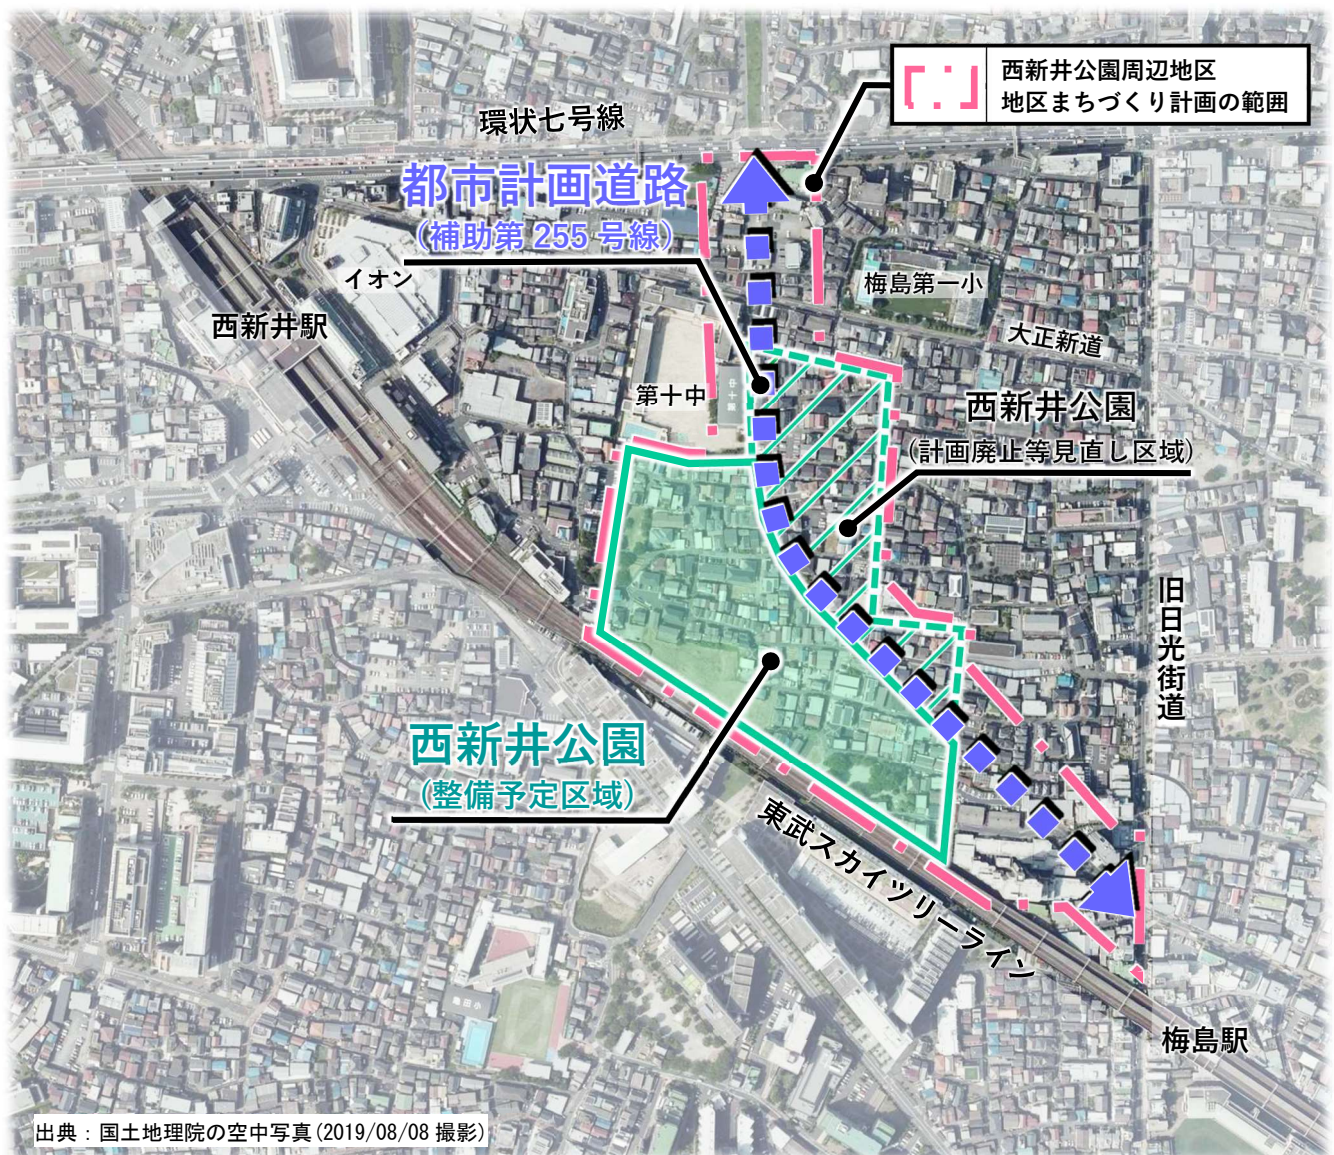 西新井公園周辺地区
地区まちづくり計画の範囲
環状七号線
都市計画道路
(補助第 255 号線)
イオン
梅島第一小
西新井駅
大正新道
第十中
第十中
西新井公園
(計画廃止等見直し区域)
旧日光街道
西新井公園
(整備予定区域)
東武スカイツリーライン
亀田小
梅島駅
出典：国土地理院の空中写真(2019/08/08 撮影)